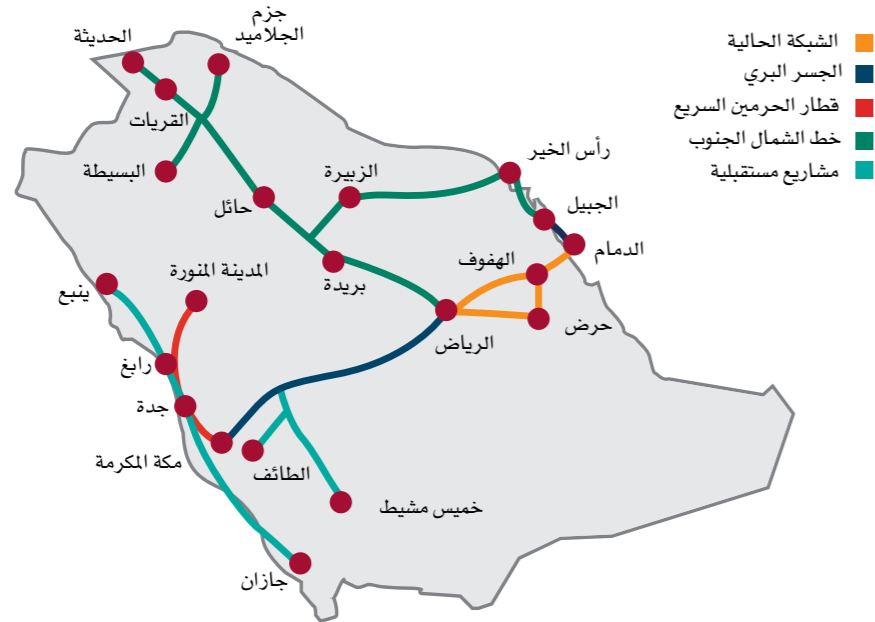 الشبكة الحالية
الجسر البري
قطار الحرمين السريع
خط الشمال الجنوب
مشاريع مستقبلية
جزم
الجلاميد
الحديثة
القريات
البسيطة
حائل
الزبيرة
رأس الخير
الجبيل
الدمام
الهفوف
حرض
الرياض
بريدة
المدينة المنورة
ينبع
رابغ
جدة
مكة المكرمة
الطائف
خميس مشيط
جازان